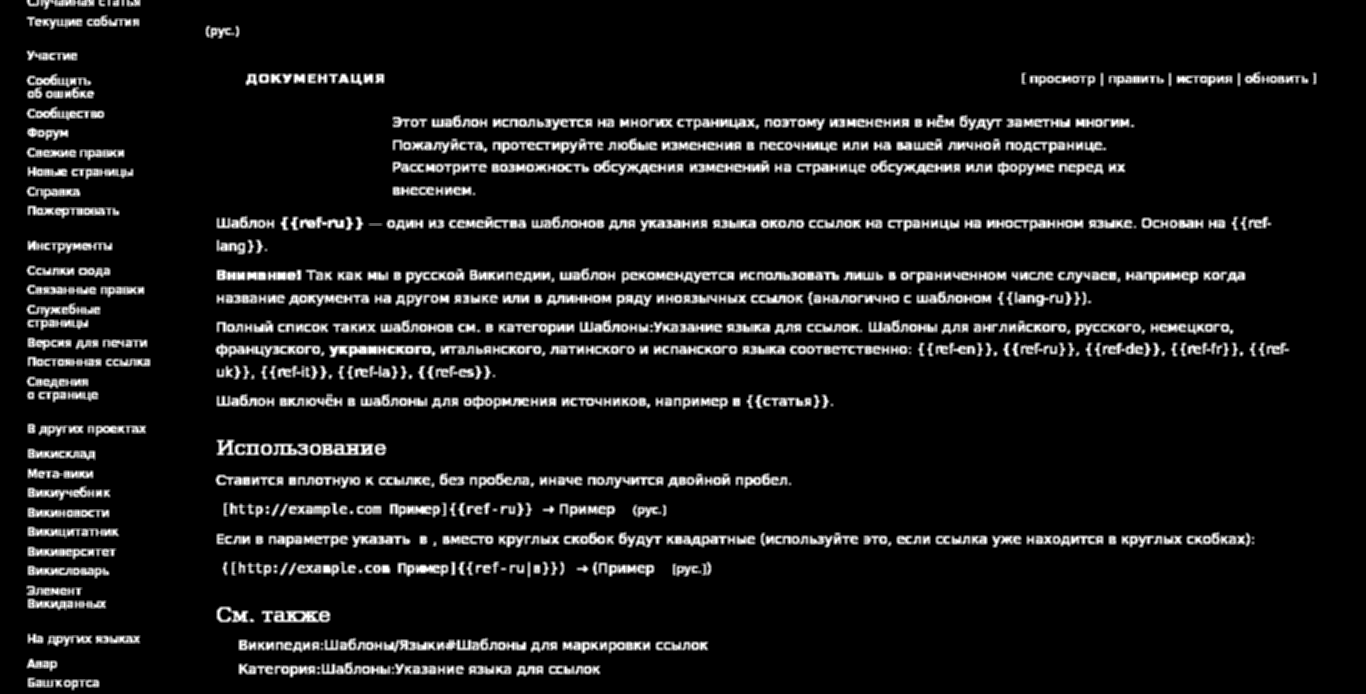 Случайная статья
Текущие события
Участие
Сообщить
об ошибке
Сообщество
Форум
Свежие правки
Новые страницы
Справка
Пожертвовать
Инструменты
Ссылки сюда
Связанные правки
Служебные
страницы
Версия для печати
Постоянная ссылка
Сведения
о странице
В других проектах
Викисклад
Мета-вики
Викиучебник
Викиновости
Викицитатник
Викиверситет
Викисловарь
Элемент
Викиданных
На других языках
Авар
Башҡортса
(рус.)
ДОКУМЕНТАЦИЯ
[ просмотр | править | история | обновить ]
Этот шаблон используется на многих страницах, поэтому изменения в нём будут заметны многим.
Пожалуйста, протестируйте любые изменения в песочнице или на вашей личной подстранице.
Рассмотрите возможность обсуждения изменений на странице обсуждения или форуме перед их
внесением.
Шаблон {{ref-ru}} — один из семейства шаблонов для указания языка около ссылок на страницы на иностранном языке. Основан на {{ref-
lang}}.
Внимание! Так как мы в русской Википедии, шаблон рекомендуется использовать лишь в ограниченном числе случаев, например когда
название документа на другом языке или в длинном ряду иноязычных ссылок (аналогично с шаблоном {{lang-ru}}).
Полный список таких шаблонов см. в категории Шаблоны:Указание языка для ссылок. Шаблоны для английского, русского, немецкого,
французского, украинского, итальянского, латинского и испанского языка соответственно: {{ref-en}}, {{ref-ru}}, {{ref-de}}, {{ref-fr}}, {{ref-
uk}}, {{ref-it}}, {{ref-la}}, {{ref-es}}.
Шаблон включён в шаблоны для оформления источников, например в {{статья}}.
Использование
Ставится вплотную к ссылке, без пробела, иначе получится двойной пробел.
[http://example.com Пример]{{ref-ru}} → Пример (рус.)
Если в параметре указать в , вместо круглых скобок будут квадратные (используйте это, если ссылка уже находится в круглых скобках):
([http://example.com Пример]{{ref-ru|в}}) → (Пример [рус.])
См. также
Википедия:Шаблоны/Языки#Шаблоны для маркировки ссылок
Категория:Шаблоны:Указание языка для ссылок